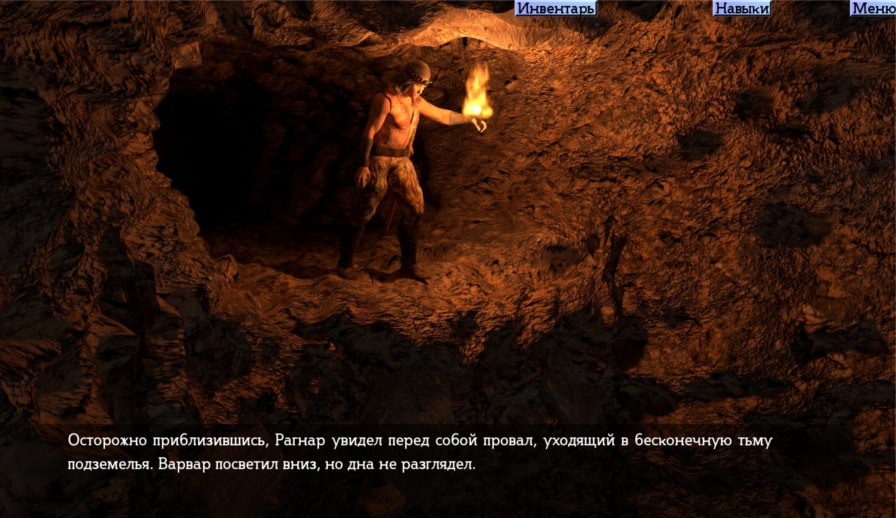 Инвентарь
Навыки
Меню
Осторожно приблизившись, Рагнар увидел перед собой провал, уходящий в бесконечную тьму
подземелья. Варвар посветил вниз, но дна не разглядел.